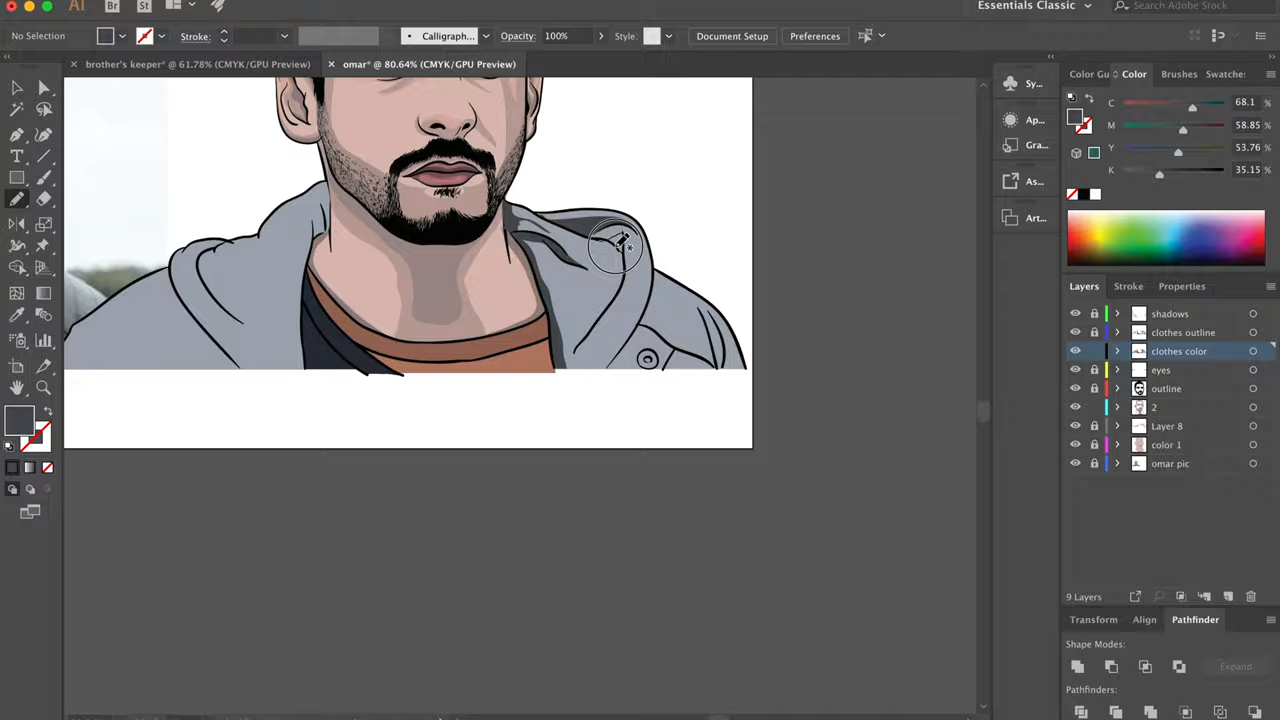 Ai Br St Essentials Classic Search Adobe Stock
No Selection Stroke: Calligraph... Opacity: 100% Style: Document Setup Preferences
× brother's keeper* @ 61.78% (CMYK/GPU Preview) × omar* @ 80.64% (CMYK/GPU Preview)
Sy...
Ap...
Gra...
As...
Art...
Color Gu Color Brushes Swatche
C 68.1 %
M 58.85 %
Y 53.76 %
K 35.15 %
Layers Stroke Properties
shadows
clothes outline
clothes color
eyes
outline
2
Layer 8
color 1
omar pic
9 Layers
Transform Align Pathfinder
Shape Modes:
Expand
Pathfinders: